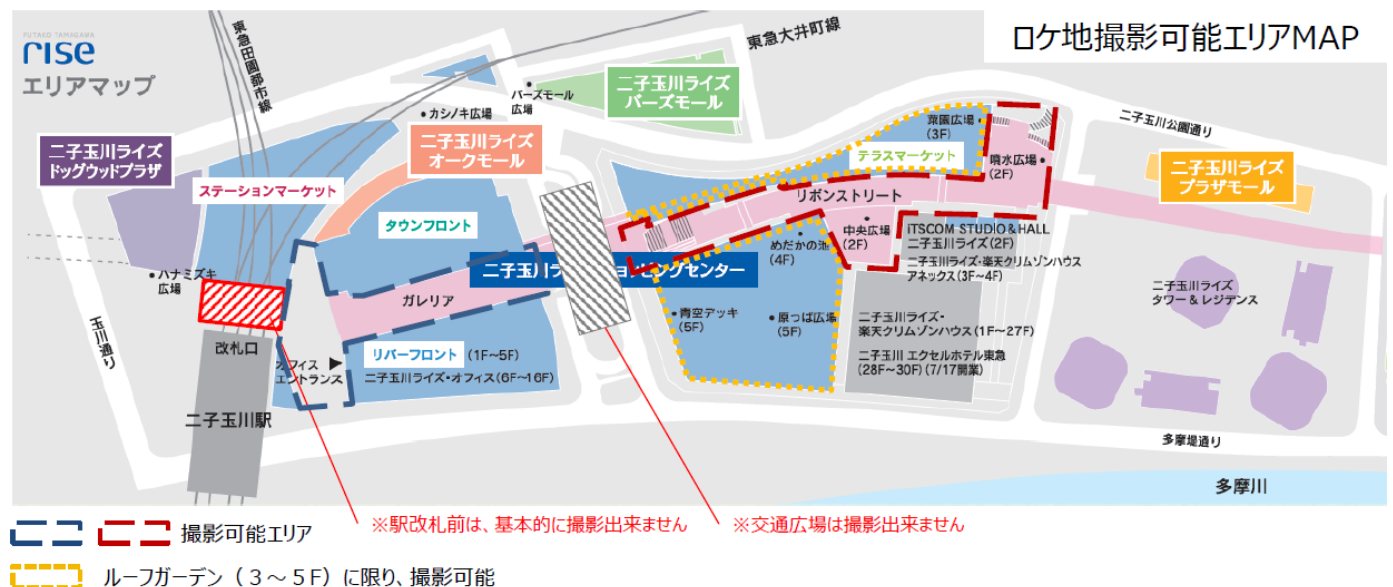 FUTAKO TAMAGAWA
rise
エリアマップ
ロケ地撮影可能エリアMAP
東急田園都市線
東急大井町線
バーズモール
広場
二子玉川ライズ
バーズモール
カシノキ広場
二子玉川ライズ
オークモール
二子玉川ライズ
ドッグウッドプラザ
ステーションマーケット
タウンフロント
菜園広場
(3F)
テラスマーケット
噴水広場
(2F)
二子玉川公園通り
二子玉川ライズ
プラザモール
リボンストリート
中央広場
(2F)
めだかの池
(4F)
iTSCOM STUDIO & HALL
二子玉川ライズ(2F)
二子玉川ライズ・楽天クリムゾンハウス
アネックス(3F~4F)
ハナミズキ
広場
ガレリア
二子玉川ラ
ョッピングセンター
青空デッキ
(5F)
原っぱ広場
(5F)
二子玉川ライズ・
楽天クリムゾンハウス(1F~27F)
二子玉川 エクセルホテル東急
(28F~30F)(7/17開業)
二子玉川ライズ
タワー&レジデンス
玉川通り
改札口
オフィス
エントランス
リバーフロント (1F~5F)
二子玉川ライズ・オフィス(6F~16F)
二子玉川駅
多摩堤通り
多摩川
撮影可能エリア
※駅改札前は、基本的に撮影出来ません
※交通広場は撮影出来ません
ルーフガーデン(3~5F)に限り、撮影可能